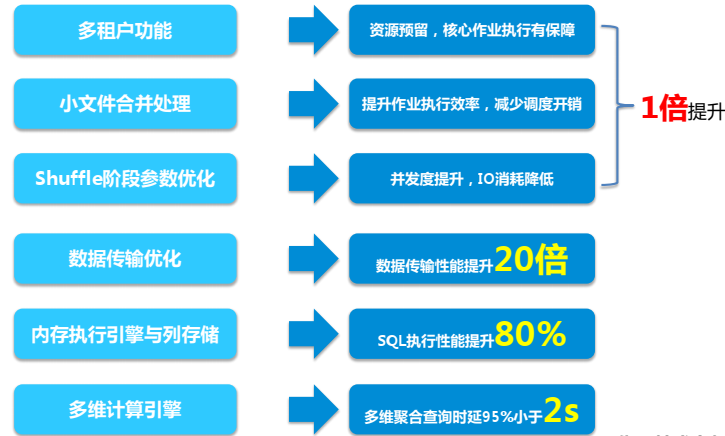 多租户功能
资源预留，核心作业执行有保障
小文件合并处理
提升作业执行效率，减少调度开销
1倍提升
Shuffle阶段参数优化
并发度提升，IO消耗降低
数据传输优化
数据传输性能提升20倍
内存执行引擎与列存储
SQL执行性能提升80%
多维计算引擎
多维聚合查询时延95%小于2s